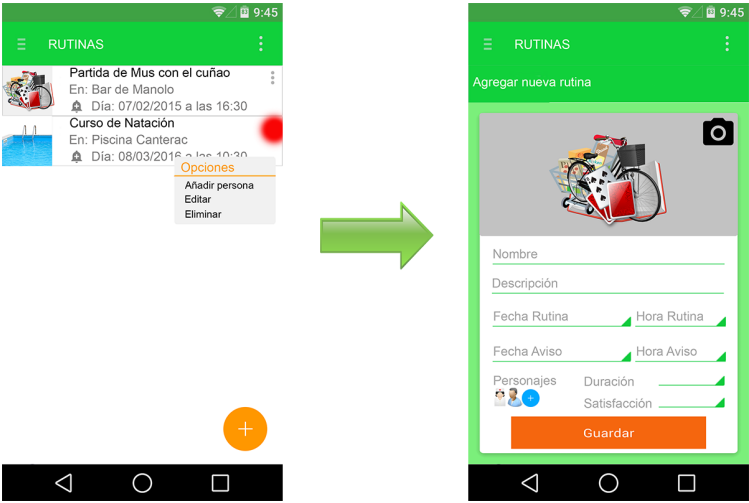 9:45
RUTINAS
Partida de Mus con el cuñao
En: Bar de Manolo
Día: 07/02/2015 a las 16:30
Curso de Natación
En: Piscina Canterac
Día: 08/03/2016 a las 10:30
Opciones
Añadir persona
Editar
Eliminar
9:45
RUTINAS
Agregar nueva rutina
Nombre
Descripción
Fecha Rutina Hora Rutina
Fecha Aviso Hora Aviso
Personajes Duración
Satisfacción
Guardar